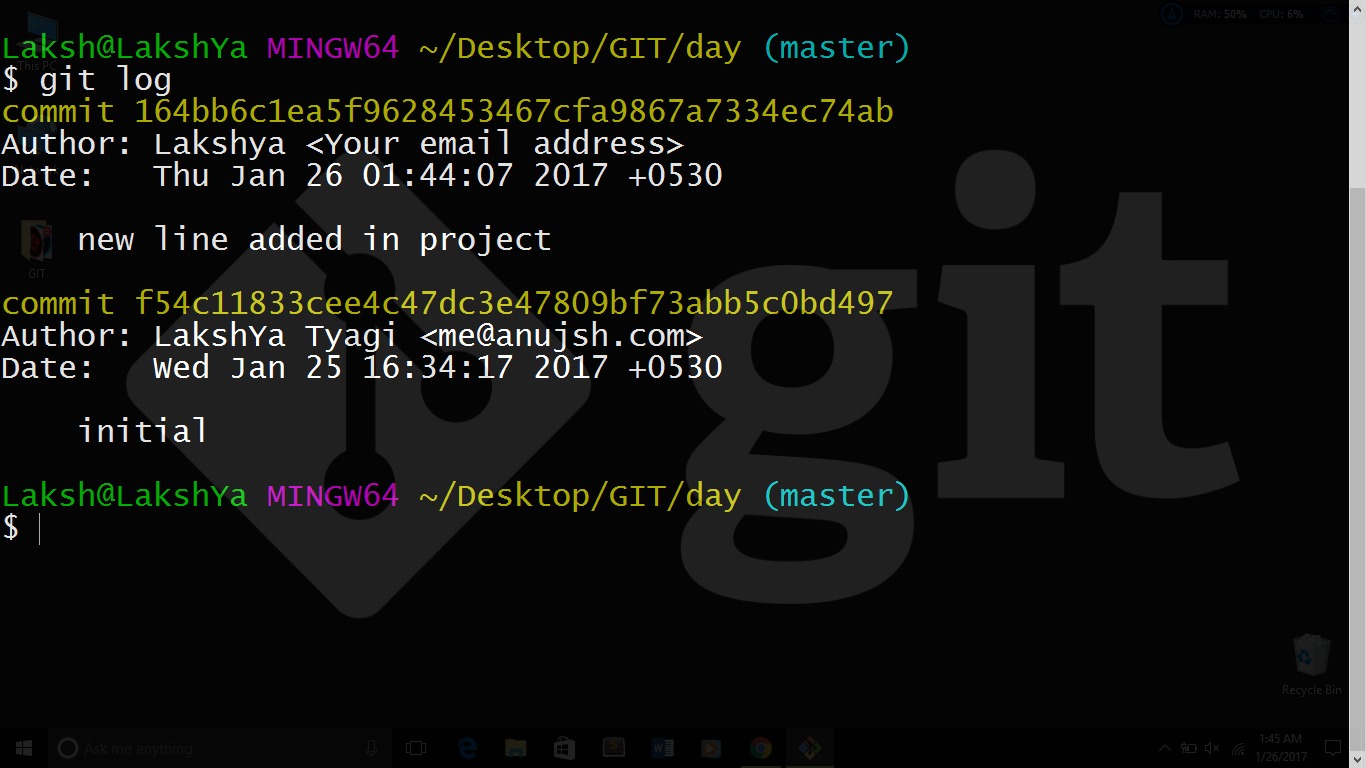 RAM: 50% CPU: 6%
Laksh@LakshYa MINGW64 ~/Desktop/GIT/day (master)
This PC
$ git log
commit 164bb6c1ea5f9628453467cfa9867a7334ec74ab
Author: Lakshya <Your email address>
Date:   Thu Jan 26 01:44:07 2017 +0530
new line added in project
GIT
commit f54c11833cee4c47dc3e47809bf73abb5c0bd497
Author: LakshYa Tyagi <me@anujsh.com>
Date:   Wed Jan 25 16:34:17 2017 +0530
initial
Laksh@LakshYa MINGW64 ~/Desktop/GIT/day (master)
$
git
Recycle Bin
Ask me anything
1:45 AM
1/26/2017